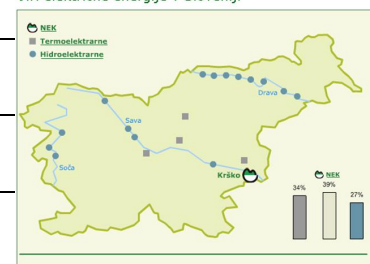 NEK
Termoelektrarne
Hidroelektrarne
Drava
Sava
Soča
Krško
NEK
34%
39%
27%